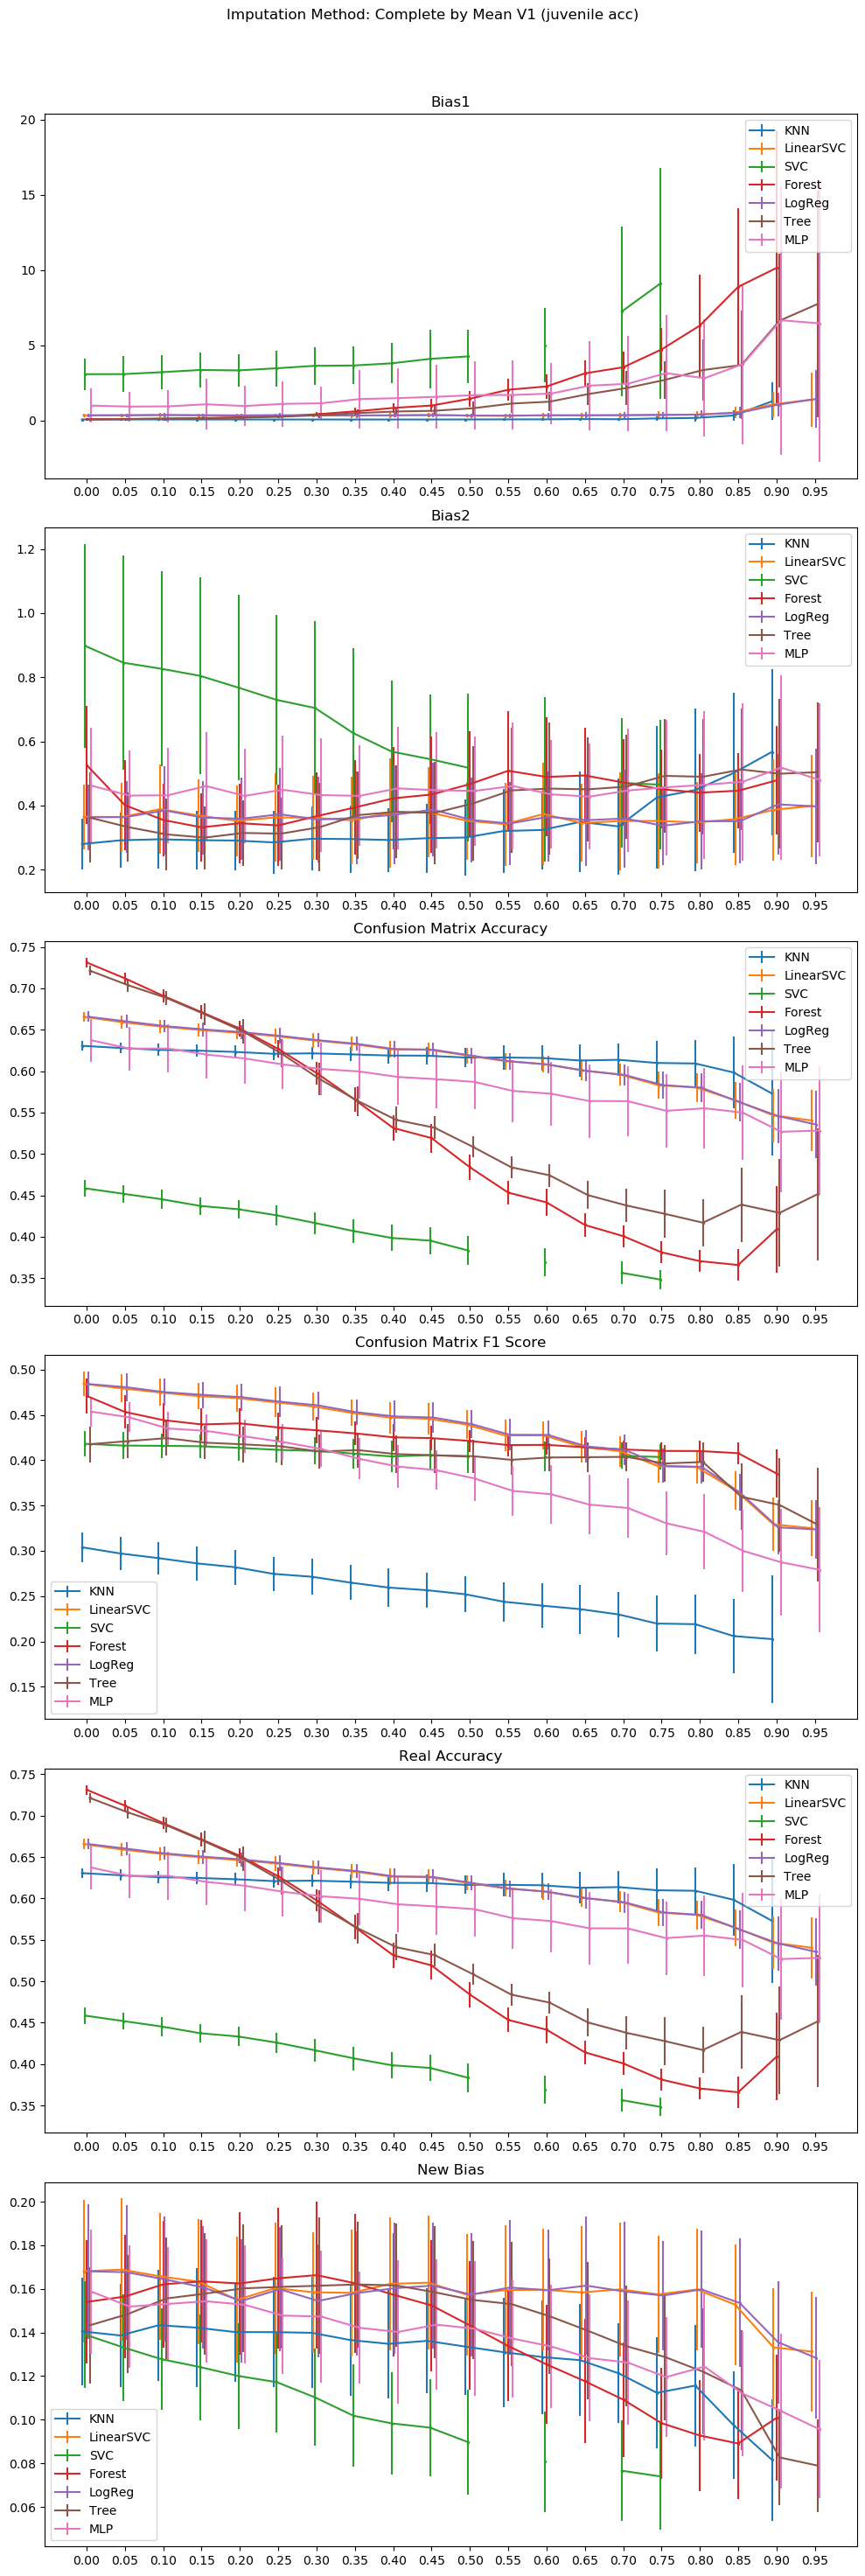 Imputation Method: Complete by Mean V1 (juvenile acc)
Bias1
20
15
10
5
0
KNN
LinearSVC
SVC
Forest
LogReg
Tree
MLP
0.00 0.05 0.10 0.15 0.20 0.25 0.30 0.35 0.40 0.45 0.50 0.55 0.60 0.65 0.70 0.75 0.80 0.85 0.90 0.95
Bias2
1.2
1.0
0.8
0.6
0.4
0.2
KNN
LinearSVC
SVC
Forest
LogReg
Tree
MLP
0.00 0.05 0.10 0.15 0.20 0.25 0.30 0.35 0.40 0.45 0.50 0.55 0.60 0.65 0.70 0.75 0.80 0.85 0.90 0.95
Confusion Matrix Accuracy
0.75
0.70
0.65
0.60
0.55
0.50
0.45
0.40
0.35
KNN
LinearSVC
SVC
Forest
LogReg
Tree
MLP
0.00 0.05 0.10 0.15 0.20 0.25 0.30 0.35 0.40 0.45 0.50 0.55 0.60 0.65 0.70 0.75 0.80 0.85 0.90 0.95
Confusion Matrix F1 Score
0.50
0.45
0.40
0.35
0.30
0.25
0.20
0.15
KNN
LinearSVC
SVC
Forest
LogReg
Tree
MLP
0.00 0.05 0.10 0.15 0.20 0.25 0.30 0.35 0.40 0.45 0.50 0.55 0.60 0.65 0.70 0.75 0.80 0.85 0.90 0.95
Real Accuracy
0.75
0.70
0.65
0.60
0.55
0.50
0.45
0.40
0.35
KNN
LinearSVC
SVC
Forest
LogReg
Tree
MLP
0.00 0.05 0.10 0.15 0.20 0.25 0.30 0.35 0.40 0.45 0.50 0.55 0.60 0.65 0.70 0.75 0.80 0.85 0.90 0.95
New Bias
0.20
0.18
0.16
0.14
0.12
0.10
0.08
0.06
KNN
LinearSVC
SVC
Forest
LogReg
Tree
MLP
0.00 0.05 0.10 0.15 0.20 0.25 0.30 0.35 0.40 0.45 0.50 0.55 0.60 0.65 0.70 0.75 0.80 0.85 0.90 0.95